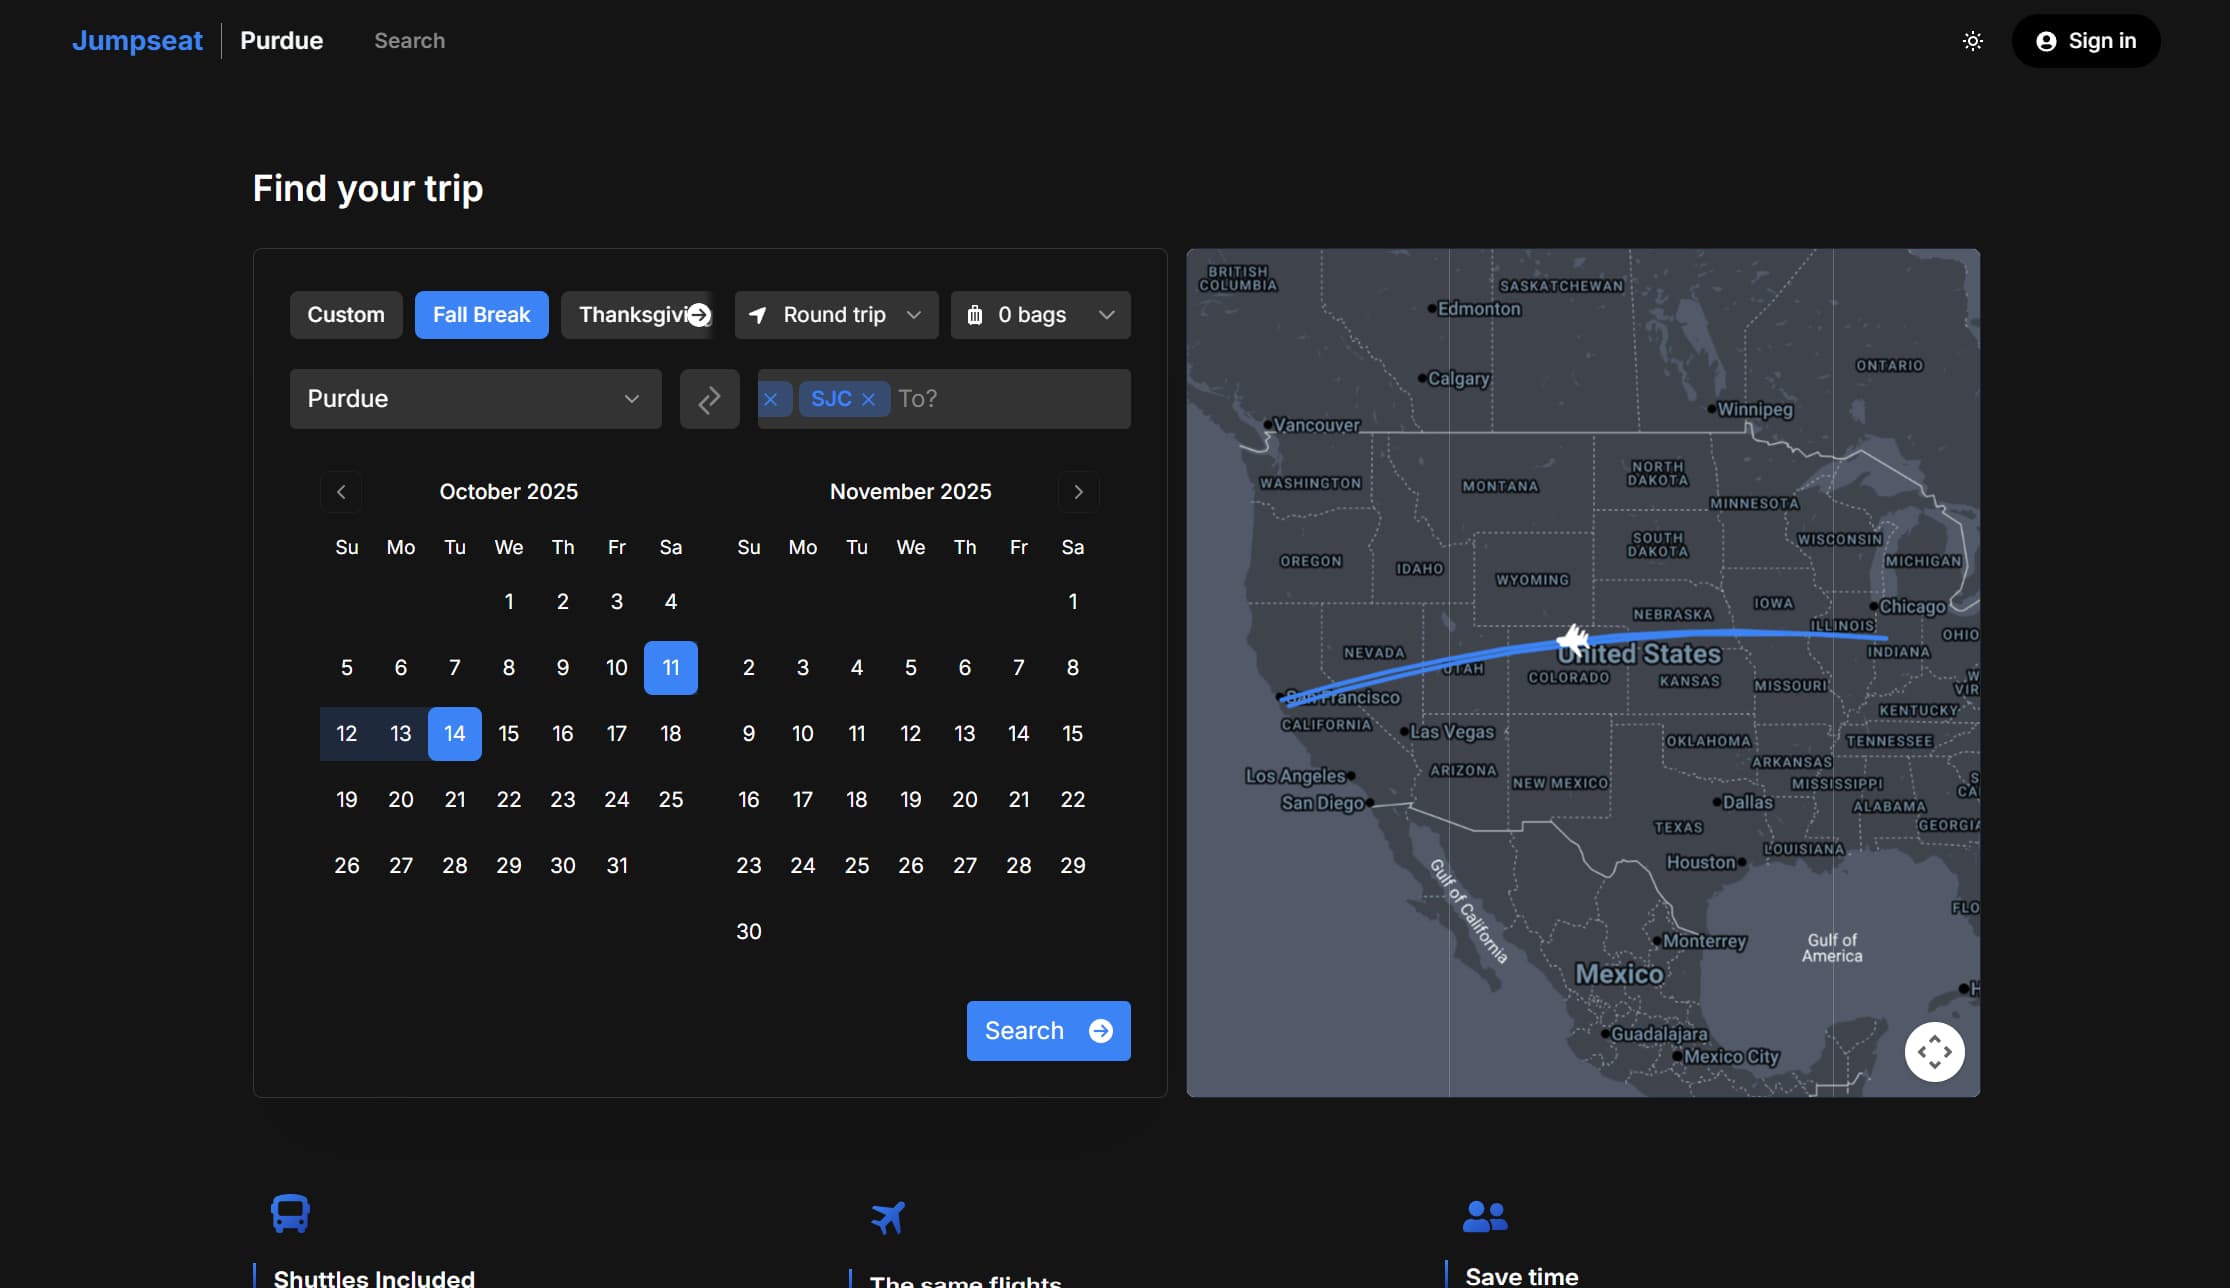 Jumpseat Purdue Search Sign in
Find your trip
Custom Fall Break Thanksgivi Round trip 0 bags
Purdue SJC To?
October 2025 November 2025
Su Mo Tu We Th Fr Sa Su Mo Tu We Th Fr Sa
1 2 3 4 1
5 6 7 8 9 10 11 2 3 4 5 6 7 8
12 13 14 15 16 17 18 9 10 11 12 13 14 15
19 20 21 22 23 24 25 16 17 18 19 20 21 22
26 27 28 29 30 31 23 24 25 26 27 28 29
30
Search
BRITISH
COLUMBIA
SASKATCHEWAN
Edmonton
ONTARIO
Calgary
Winnipeg
Vancouver
WASHINGTON
MONTANA
NORTH
DAKOTA
MINNESOTA
SOUTH
DAKOTA
WISCONSIN
MICHIGAN
OREGON
IDAHO
WYOMING
IOWA
Chicago
NEBRASKA
ILLINOIS
OHIO
NEVADA
United States
INDIANA
UTAH
COLORADO
KANSAS
MISSOURI
W
VIR
San Francisco
KENTUCKY
CALIFORNIA
Las Vegas
OKLAHOMA
TENNESSEE
ARKANSAS
Los Angeles
ARIZONA
NEW MEXICO
MISSISSIPPI
S
CA
San Diego
Dallas
ALABAMA
TEXAS
GEORGIA
LOUISIANA
Houston
Gulf of California
FLO
Monterrey
Gulf of
America
Mexico
H
Guadalajara
Mexico City
Shuttles Included
The same flights
Save time